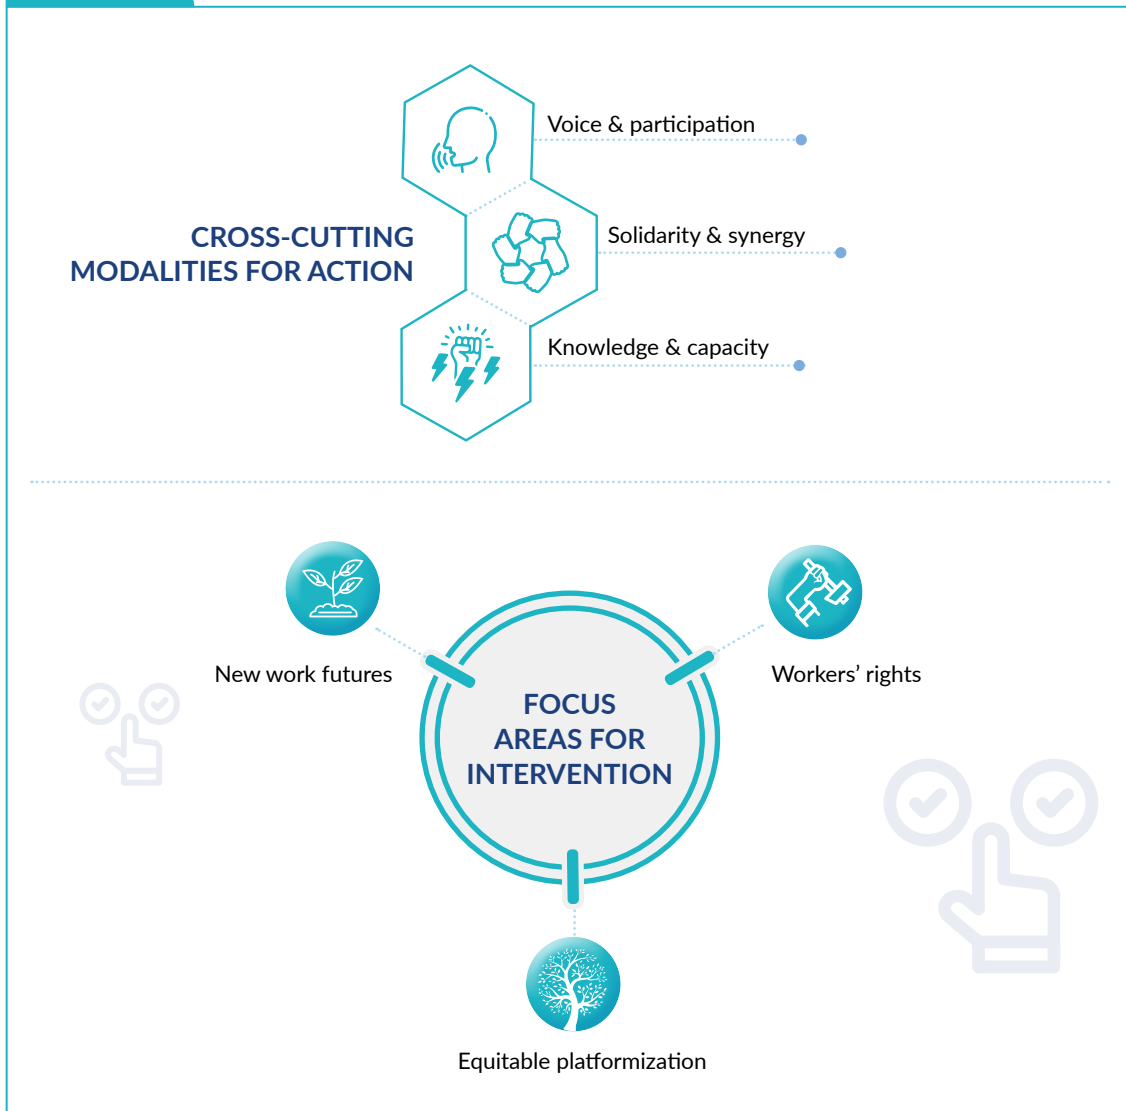 Voice & participation
CROSS-CUTTING
MODALITIES FOR ACTION
Solidarity & synergy
Knowledge & capacity
New work futures
Workers’ rights
FOCUS
AREAS FOR
INTERVENTION
Equitable platformization